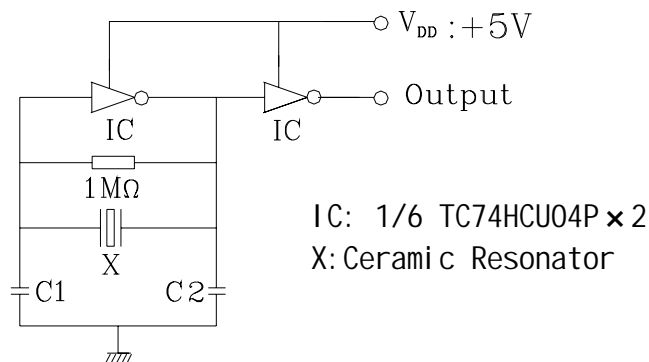 V_DD : +5V
Output
IC
IC
1MΩ
X
C1
C2
IC: 1/6 TC74HCU04P×2
X:Ceramic Resonator